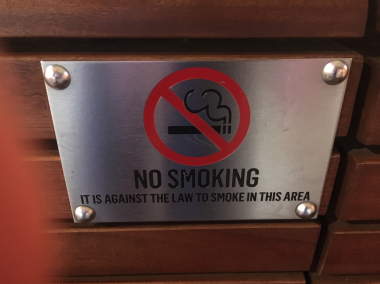 NO SMOKING
IT IS AGAINST THE LAW TO SMOKE IN THIS AREA